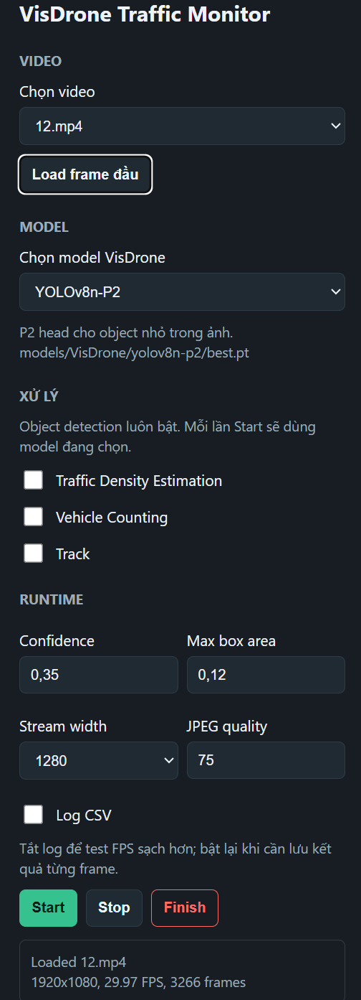 VisDrone Traffic Monitor
VIDEO
Chọn video
12.mp4
Load frame đầu
MODEL
Chọn model VisDrone
YOLOv8n-P2
P2 head cho object nhỏ trong ảnh.
models/VisDrone/yolov8n-p2/best.pt
XỬ LÝ
Object detection luôn bật. Mỗi lần Start sẽ dùng
model đang chọn.
Traffic Density Estimation
Vehicle Counting
Track
RUNTIME
Confidence
Max box area
0,35
0,12
Stream width
JPEG quality
1280
75
Log CSV
Tắt log để test FPS sạch hơn; bật lại khi cần lưu kết
quả từng frame.
Start
Stop
Finish
Loaded 12.mp4
1920x1080, 29.97 FPS, 3266 frames